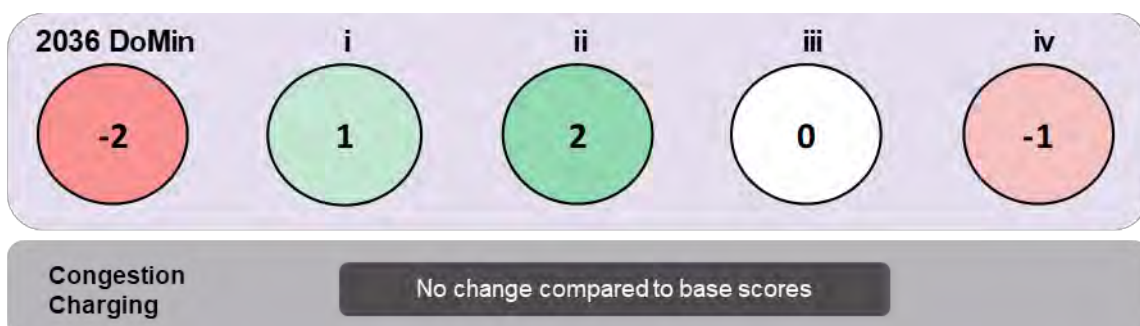 2036 DoMin i ii iii iv
-2 1 2 0 -1
Congestion
Charging
No change compared to base scores